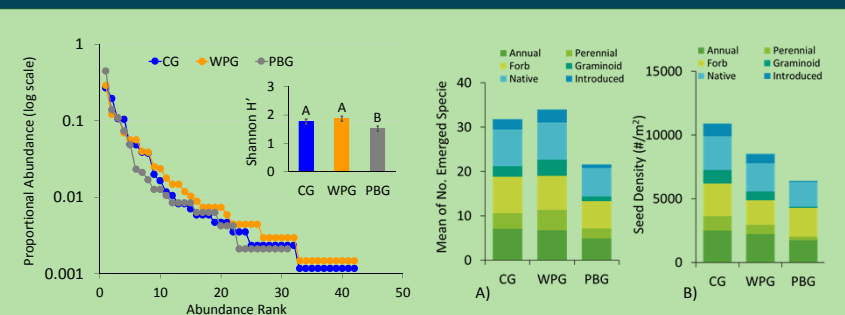 Proportional Abundance (log scale)
1
0.1
0.01
0.001
CG WPG PBG
Shannon H’
3
2
1
0
A A B
CG WPG PBG
0 10 20 30 40 50
Abundance Rank
Annual Perennial
Forb Graminoid
Native Introduced
Mean of No. Emerged Specie
40
30
20
10
0
CG WPG PBG
A)
Annual Perennial
Forb Graminoid
Native Introduced
Seed Density (#/m²)
15000
10000
5000
0
CG WPG PBG
B)